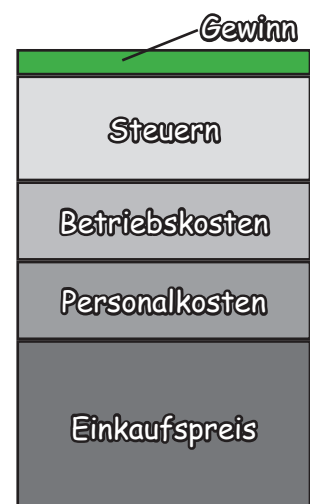 Gewinn
Steuern
Betriebskosten
Personalkosten
Einkaufspreis